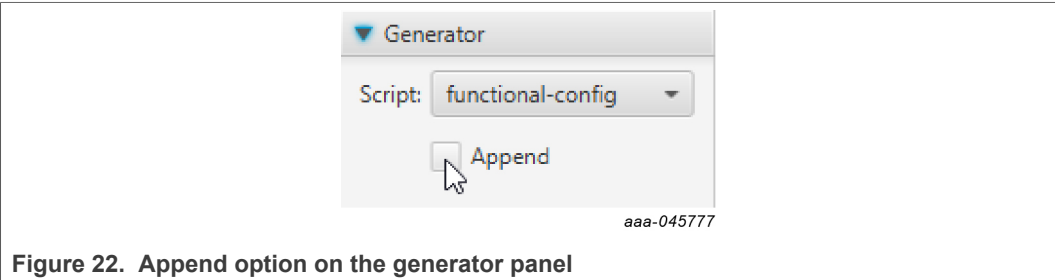 Generator
Script: functional-config
Append
aaa-045777
Figure 22. Append option on the generator panel